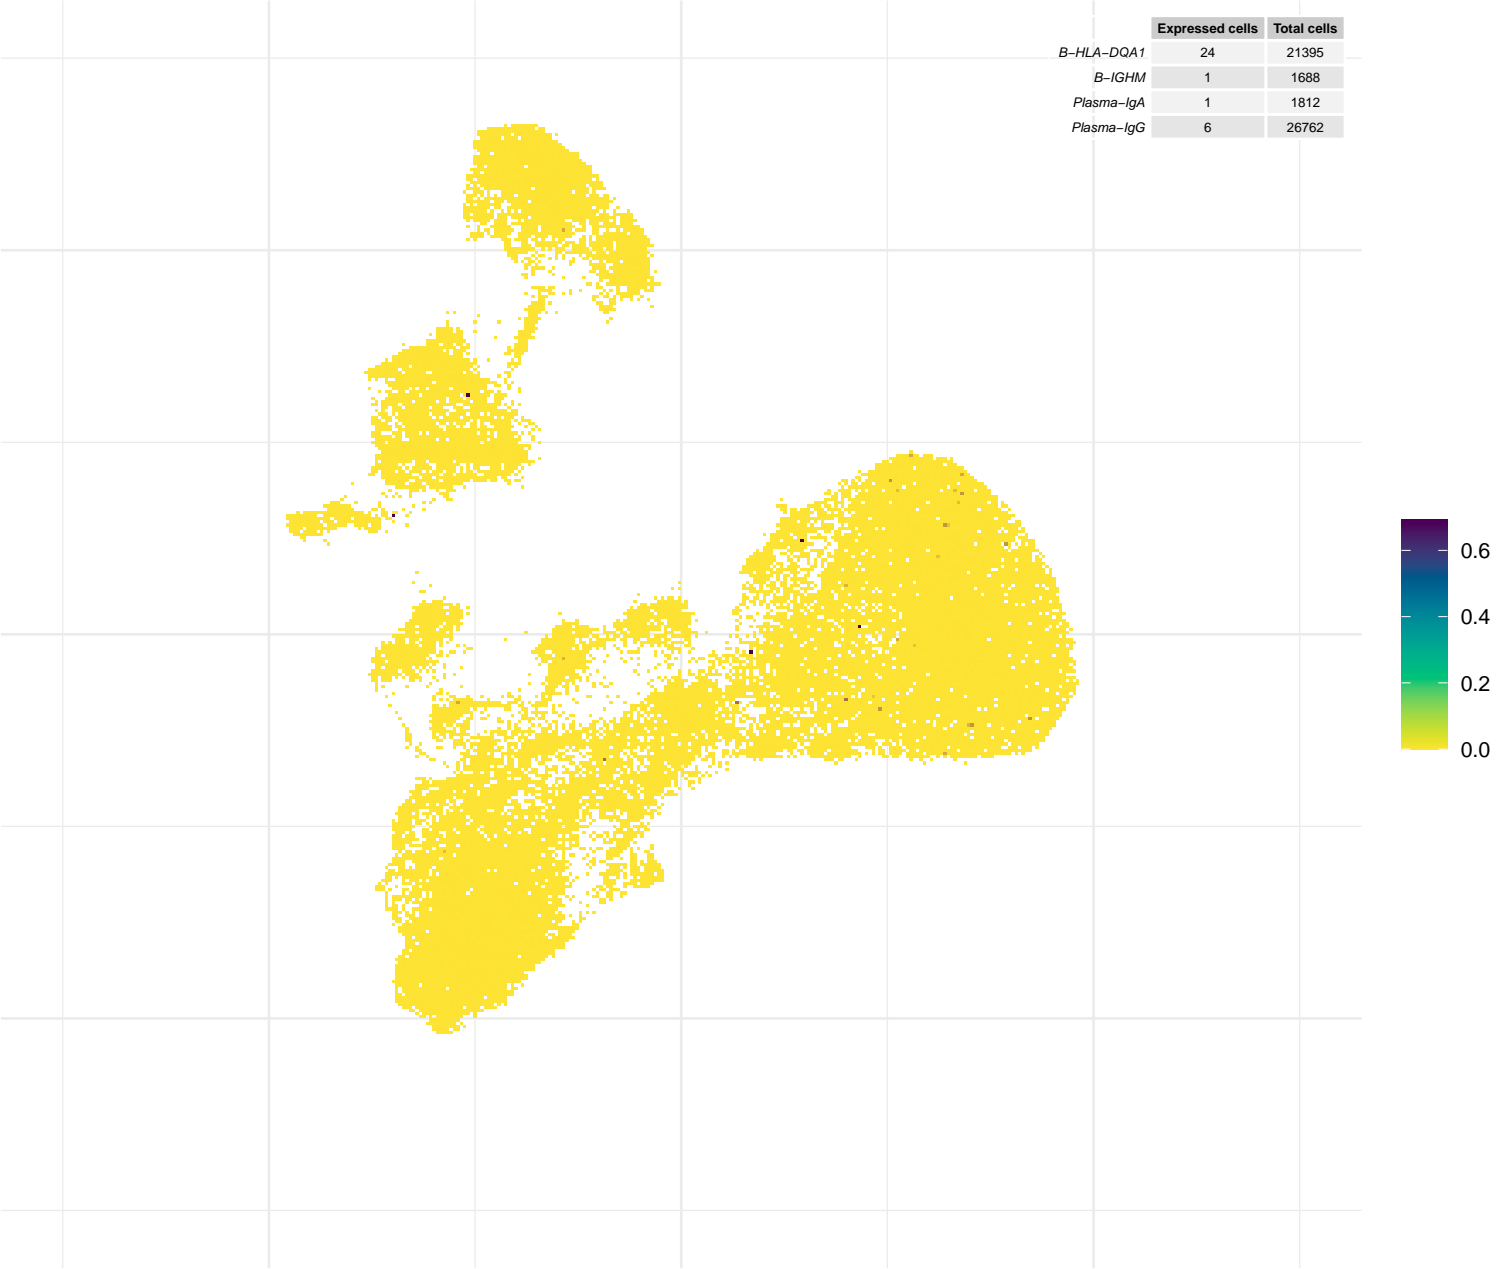 Expressed cells Total cells
B−HLA−DQA1 24 21395
B−IGHM 1 1688
Plasma−IgA 1 1812
Plasma−IgG 6 26762
0.6
0.4
0.2
0.0